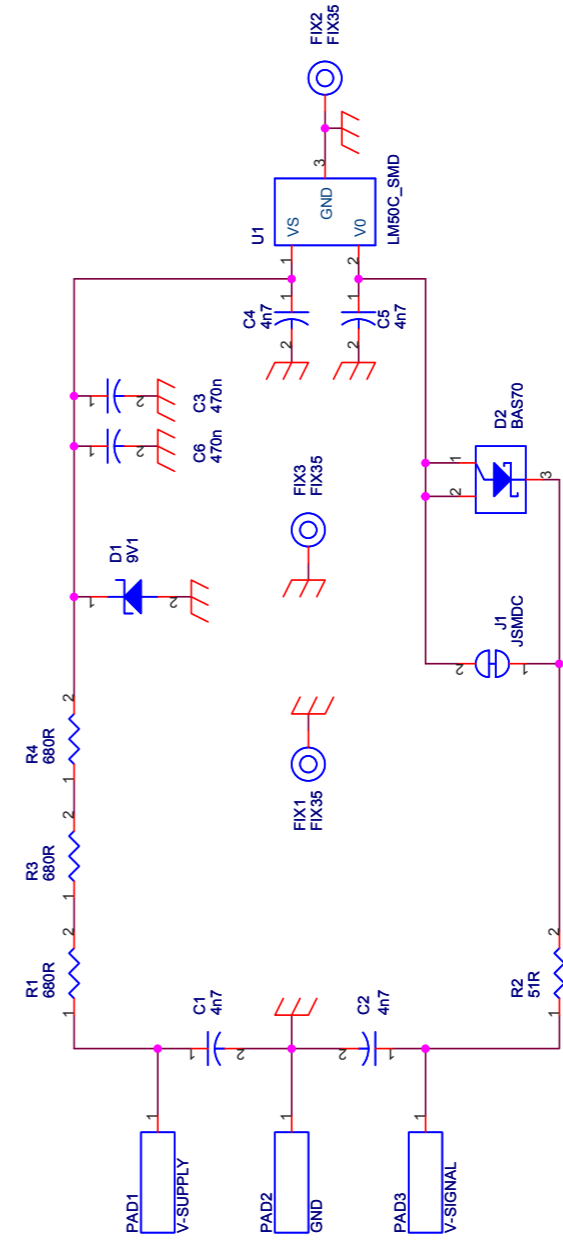 FIX2
FIX35
3
GND
U1
VS
V0
LM50C_SMD
1
2
C4
4n7
1
2
C5
4n7
1
2
C3
470n
1
2
C6
470n
1
2
D2
BAS70
1
2
3
FIX3
FIX35
D1
9V1
1
2
J1
JSMDC
2
1
R4
680R
1
2
R3
680R
1
2
R1
680R
1
2
FIX1
FIX35
C1
4n7
1
2
C2
4n7
2
1
R2
51R
1
2
PAD1
V-SUPPLY
1
PAD2
GND
1
PAD3
V-SIGNAL
1